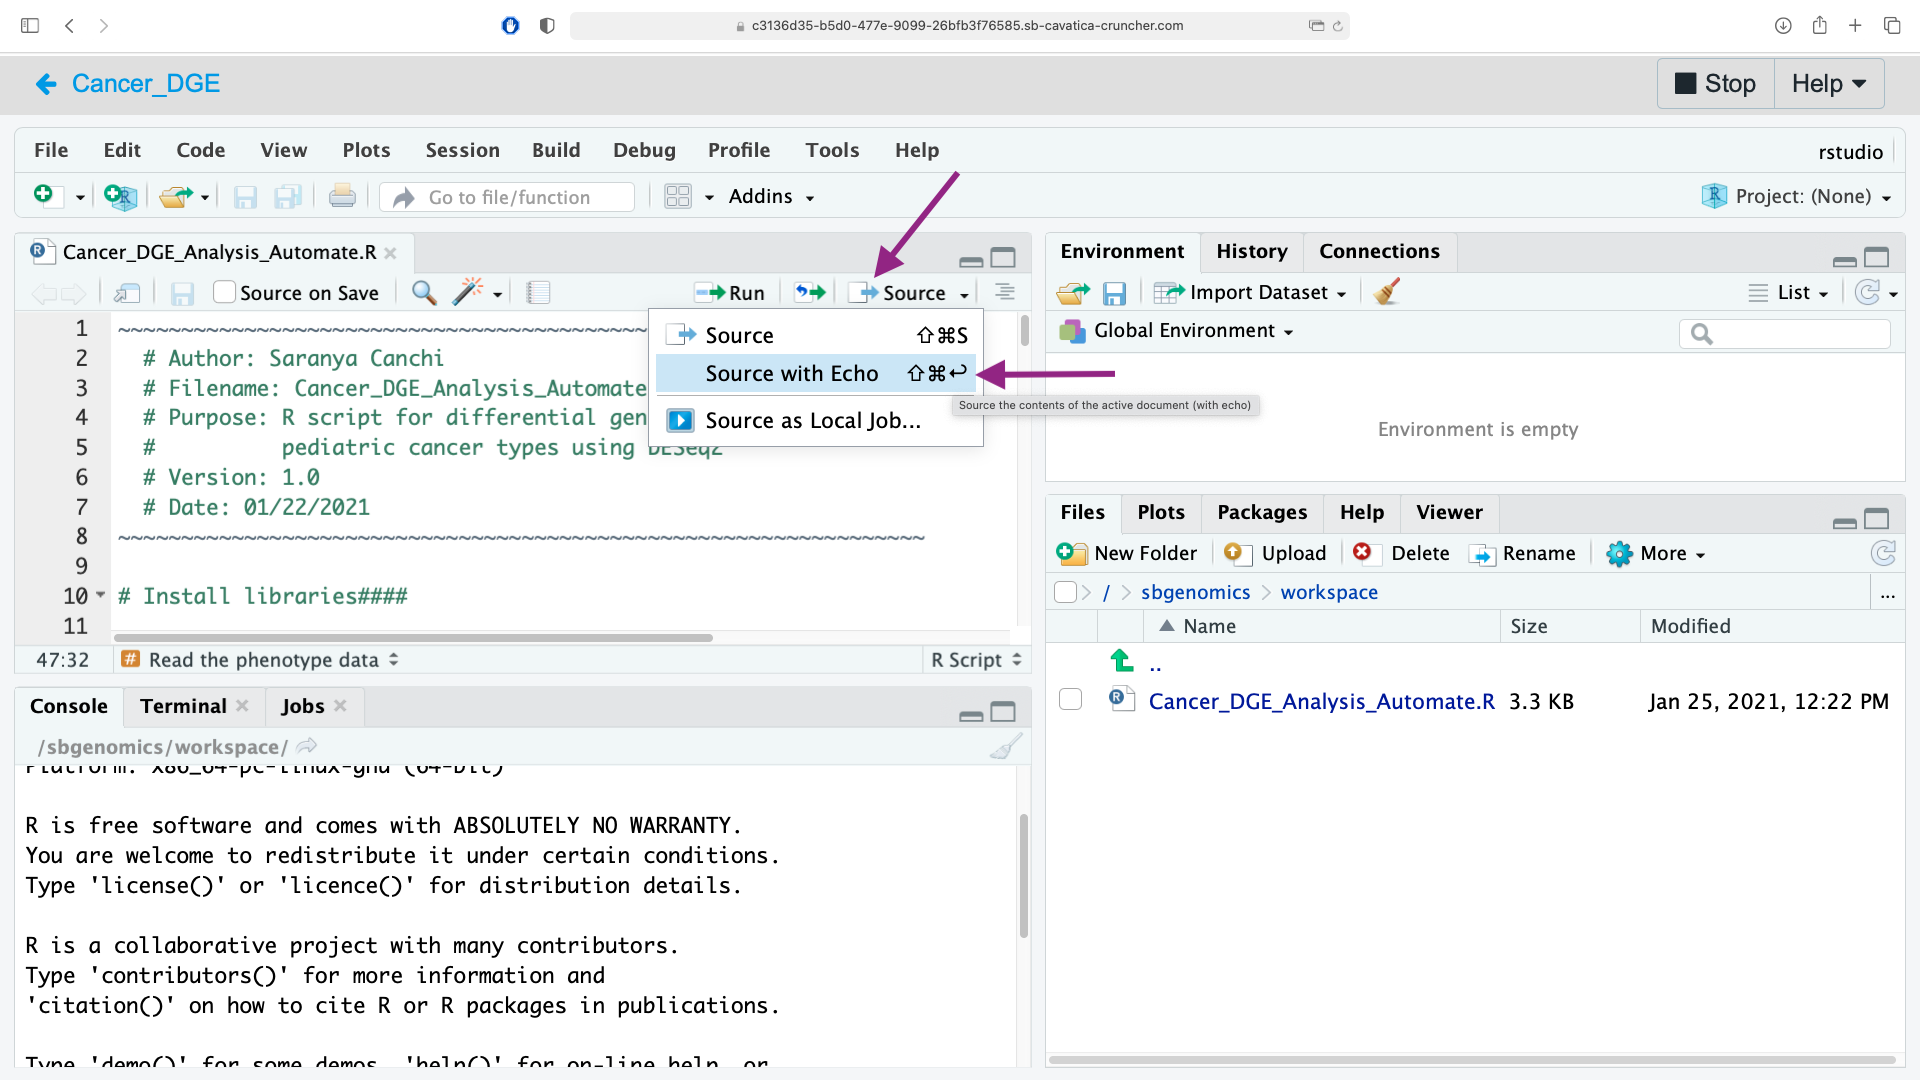 c3136d35-b5d0-477e-9099-26bfb3f76585.sb-cavatica-cruncher.com
Cancer_DGE
Stop
Help
File Edit Code View Plots Session Build Debug Profile Tools Help
rstudio
Go to file/function
Addins
Project: (None)
Cancer_DGE_Analysis_Automate.R
Source on Save
Run
Source
Source ⇧⌘S
Source with Echo ⇧⌘↩
Source as Local Job...
Source the contents of the active document (with echo)
1 ~~~~~~~~~~~~~~~~~~~~~~~~~~~~~~~~~~~~~~~~~~
2 # Author: Saranya Canchi
3 # Filename: Cancer_DGE_Analysis_Automate
4 # Purpose: R script for differential gen
5 # pediatric cancer types using DESeq2
6 # Version: 1.0
7 # Date: 01/22/2021
8 ~~~~~~~~~~~~~~~~~~~~~~~~~~~~~~~~~~~~~~~~~~~~~~~~~~~~~~~~~~~~~~~~
9
10 # Install libraries####
11
47:32
# Read the phenotype data
R Script
Console Terminal Jobs
/sbgenomics/workspace/
Platform: x86_64-pc-linux-gnu (64-bit)
R is free software and comes with ABSOLUTELY NO WARRANTY.
You are welcome to redistribute it under certain conditions.
Type 'license()' or 'licence()' for distribution details.
R is a collaborative project with many contributors.
Type 'contributors()' for more information and
'citation()' on how to cite R or R packages in publications.
Type 'demo()' for some demos, 'help()' for on-line help, or
Environment History Connections
Import Dataset
List
Global Environment
Environment is empty
Files Plots Packages Help Viewer
New Folder Upload Delete Rename More
/ sbgenomics workspace
...
Name Size Modified
..
Cancer_DGE_Analysis_Automate.R 3.3 KB Jan 25, 2021, 12:22 PM